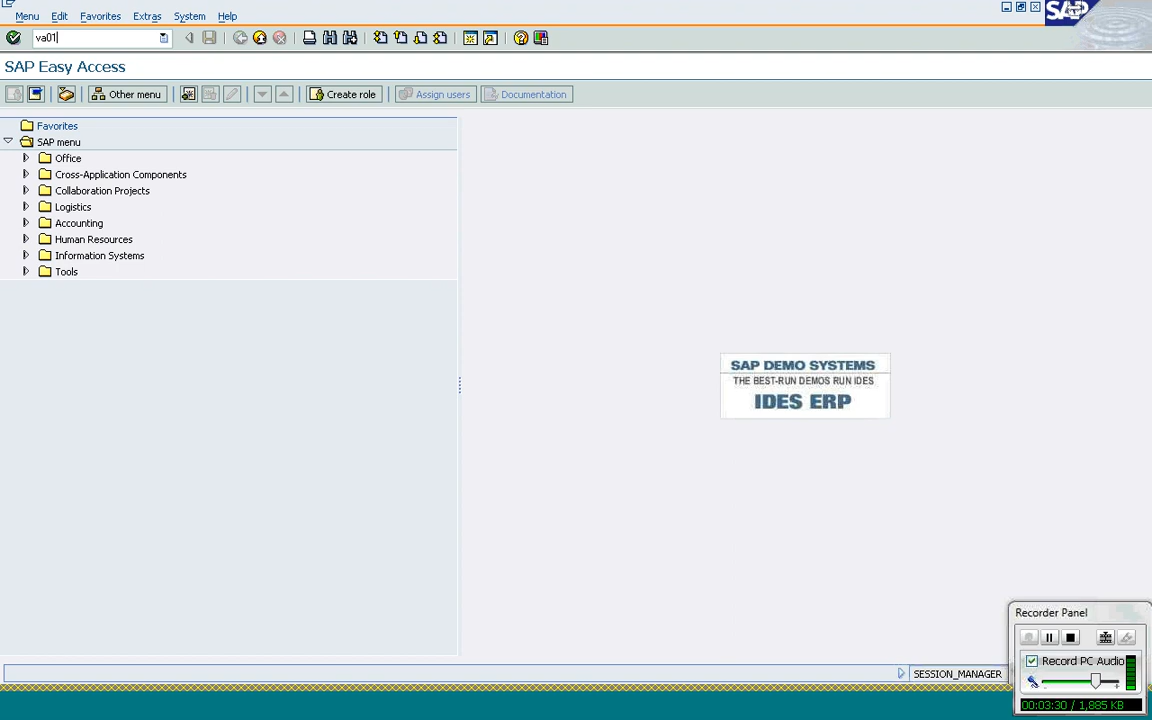 Menu Edit Favorites Extras System Help
SAP
va01
SAP Easy Access
Other menu Create role Assign users Documentation
Favorites
SAP menu
Office
Cross-Application Components
Collaboration Projects
Logistics
Accounting
Human Resources
Information Systems
Tools
SAP DEMO SYSTEMS
THE BEST-RUN DEMOS RUN IDES
IDES ERP
Recorder Panel
Record PC Audio
SESSION_MANAGER
00:03:30 / 1,885 KB